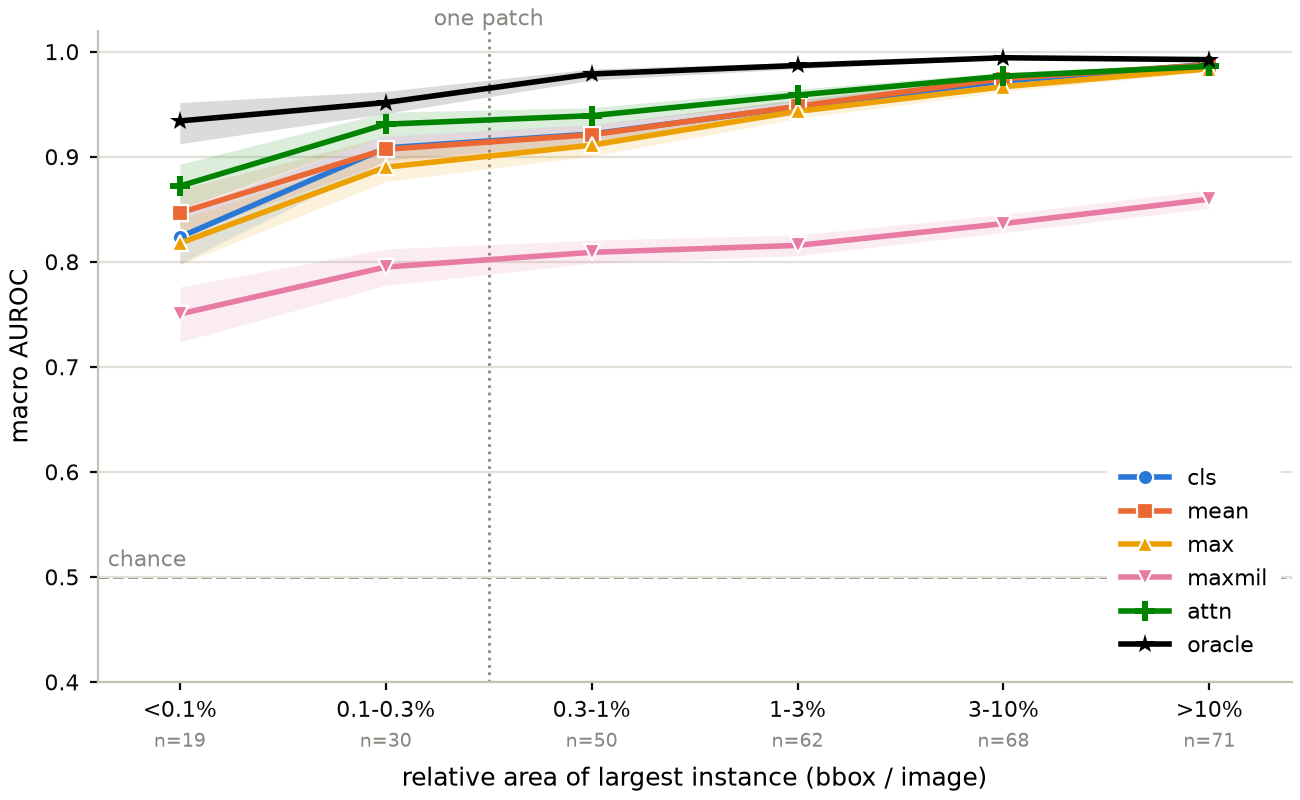 one patch
1.0
0.9
0.8
0.7
0.6
0.5
0.4
macro AUROC
chance
cls
mean
max
maxmil
attn
oracle
<0.1% 0.1-0.3% 0.3-1% 1-3% 3-10% >10%
n=19 n=30 n=50 n=62 n=68 n=71
relative area of largest instance (bbox / image)